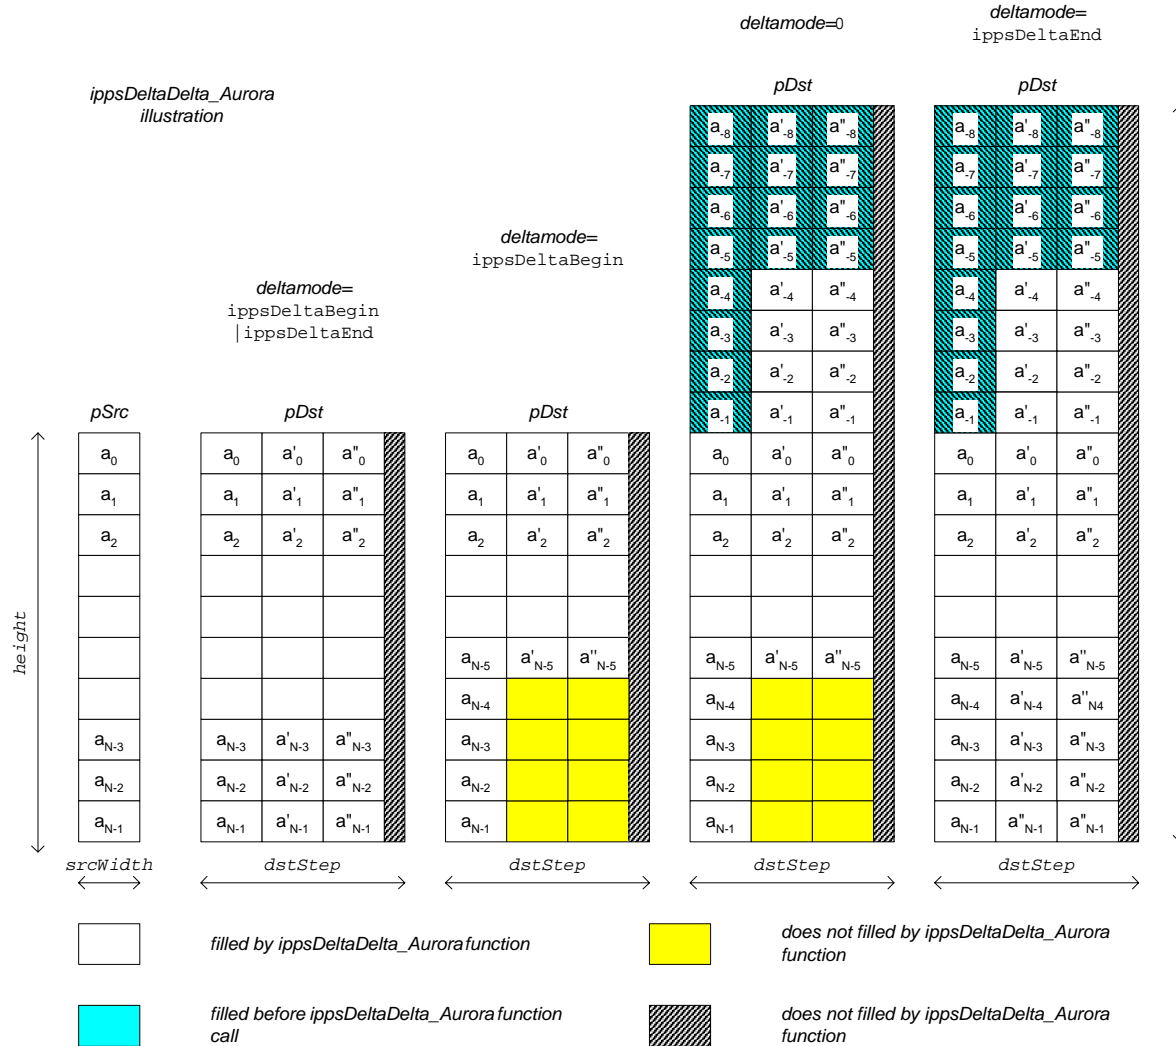 deltamode=0
deltamode=
ippsDeltaEnd
ippsDeltaDelta_Aurora
illustration
pDst
pDst
a-8 a'-8 a"-8 a-8 a'-8 a"-8
a-7 a'-7 a"-7 a-7 a'-7 a"-7
a-6 a'-6 a"-6 a-6 a'-6 a"-6
deltamode=
ippsDeltaBegin
a-5 a'-5 a"-5 a-5 a'-5 a"-5
deltamode=
ippsDeltaBegin
|ippsDeltaEnd
a-4 a'-4 a"-4 a-4 a'-4 a"-4
a-3 a'-3 a"-3 a-3 a'-3 a"-3
a-2 a'-2 a"-2 a-2 a'-2 a"-2
pSrc pDst pDst
a-1 a'-1 a"-1 a-1 a'-1 a"-1
a0 a0 a'0 a"0 a0 a'0 a"0 a0 a'0 a"0 a0 a'0 a"0
a1 a1 a'1 a"1 a1 a'1 a"1 a1 a'1 a"1 a1 a'1 a"1
a2 a2 a'2 a"2 a2 a'2 a"2 a2 a'2 a"2 a2 a'2 a"2
height
aN-5 a'N-5 a"N-5 aN-5 a'N-5 a"N-5 aN-5 a'N-5 a"N-5
aN-4 aN-4 aN-4 a'N-4 a"N4
aN-3 aN-3 a'N-3 a"N-3 aN-3 aN-3 aN-3 a'N-3 a"N-3
aN-2 aN-2 a'N-2 a"N-2 aN-2 aN-2 aN-2 a'N-2 a"N-2
aN-1 aN-1 a'N-1 a"N-1 aN-1 aN-1 aN-1 a"N-1 a"N-1
srcWidth dstStep dstStep dstStep dstStep
filled by ippsDeltaDelta_Aurora function
does not filled by ippsDeltaDelta_Aurora
function
filled before ippsDeltaDelta_Aurora function
call
does not filled by ippsDeltaDelta_Aurora
function